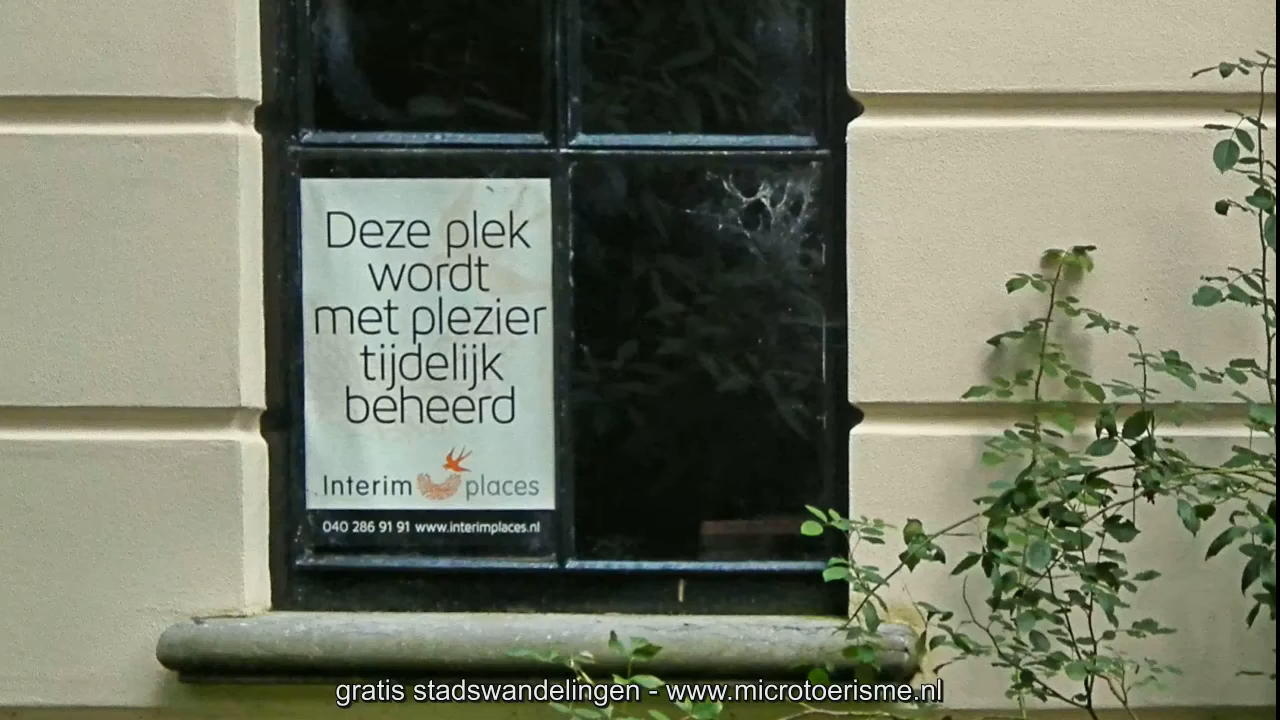 Deze plek
wordt
met plezier
tijdelijk
beheerd
Interim places
040 286 91 91 www.interimplaces.nl
gratis stadswandelingen - www.microtoerisme.nl